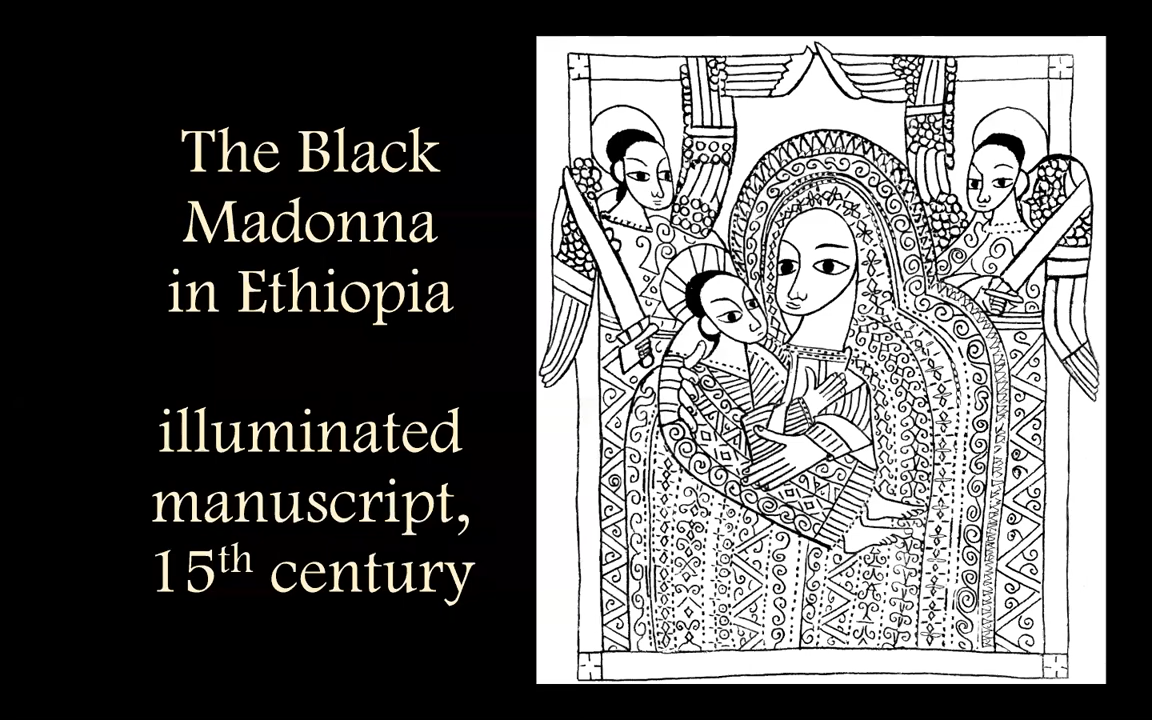 The Black
Madonna
in Ethiopia
illuminated
manuscript,
15th century